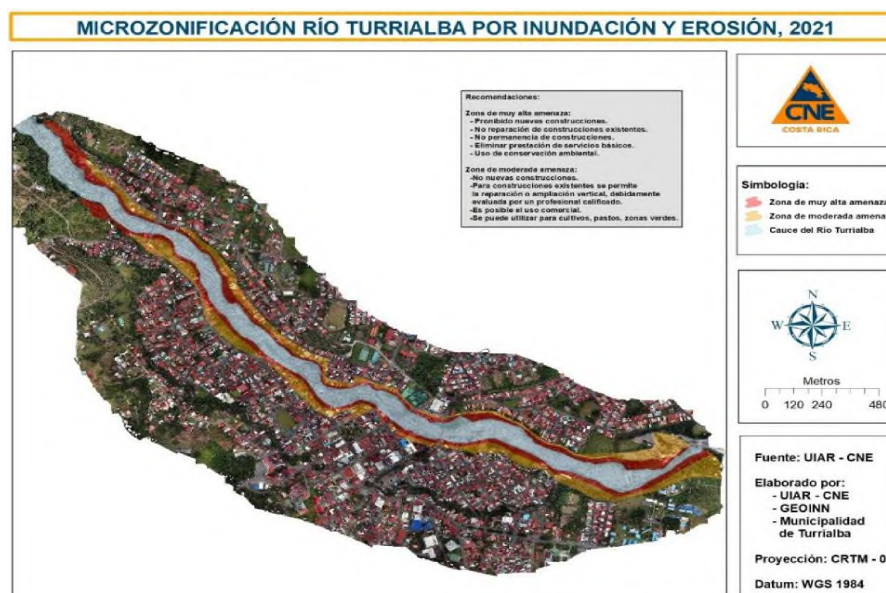 MICROZONIFICACIÓN RÍO TURRIALBA POR INUNDACIÓN Y EROSIÓN, 2021
Recomendaciones:
Zona de muy alta amenaza:
- Prohibido nuevas construcciones.
- No reparación de construcciones existentes.
- No permanencia de construcciones.
- Eliminar prestación de servicios básicos.
- Uso de conservación ambiental.
Zona de moderada amenaza:
-No nuevas construcciones.
-Para construcciones existentes se permite
la reparación o ampliación vertical, debidamente
evaluada por un profesional calificado.
-Es posible el uso comercial.
-Se puede utilizar para cultivos, pastos, zonas verdes.
CNE
COSTA RICA
Simbología:
Zona de muy alta amenaza
Zona de moderada amena
Cauce del Río Turrialba
N
W E
S
Metros
0 120 240 480
Fuente: UIAR - CNE
Elaborado por:
- UIAR - CNE
- GEOINN
- Municipalidad
de Turrialba
Proyección: CRTM - 0
Datum: WGS 1984